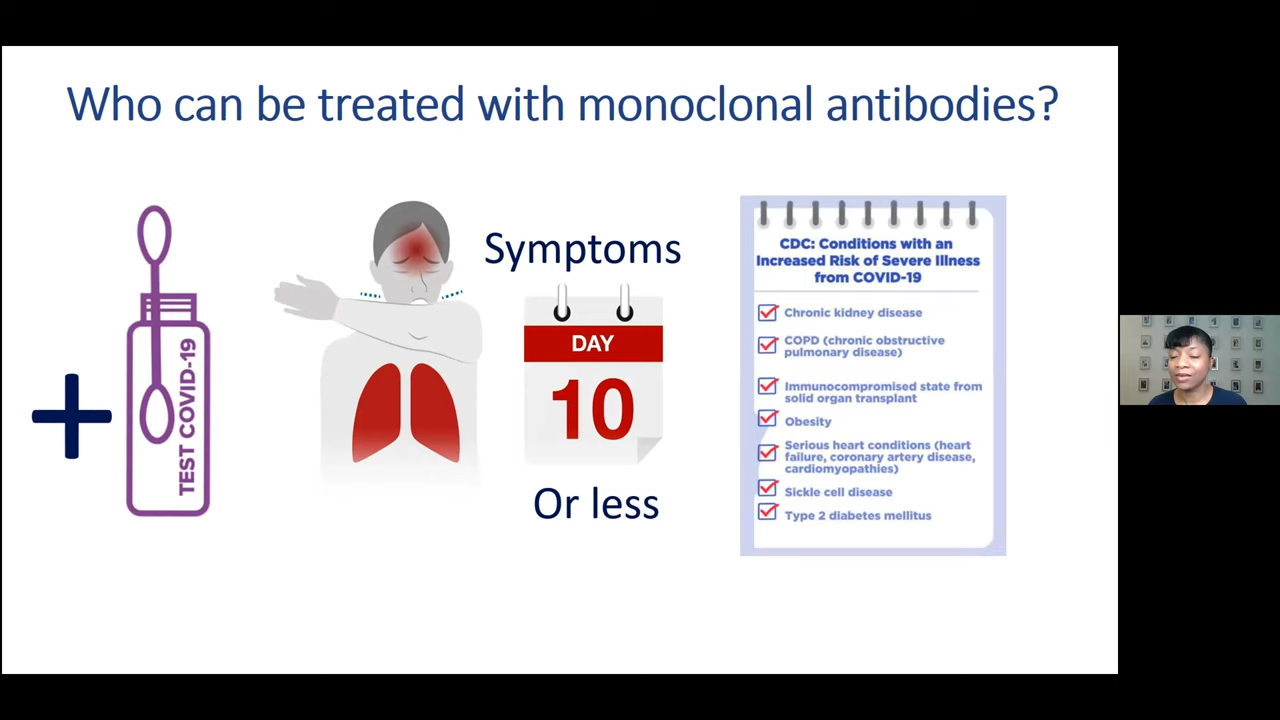 Who can be treated with monoclonal antibodies?
TEST COVID-19
Symptoms
DAY
10
Or less
CDC: Conditions with an
Increased Risk of Severe Illness
from COVID-19
Chronic kidney disease
COPD (chronic obstructive
pulmonary disease)
Immunocompromised state from
solid organ transplant
Obesity
Serious heart conditions (heart
failure, coronary artery disease,
cardiomyopathies)
Sickle cell disease
Type 2 diabetes mellitus